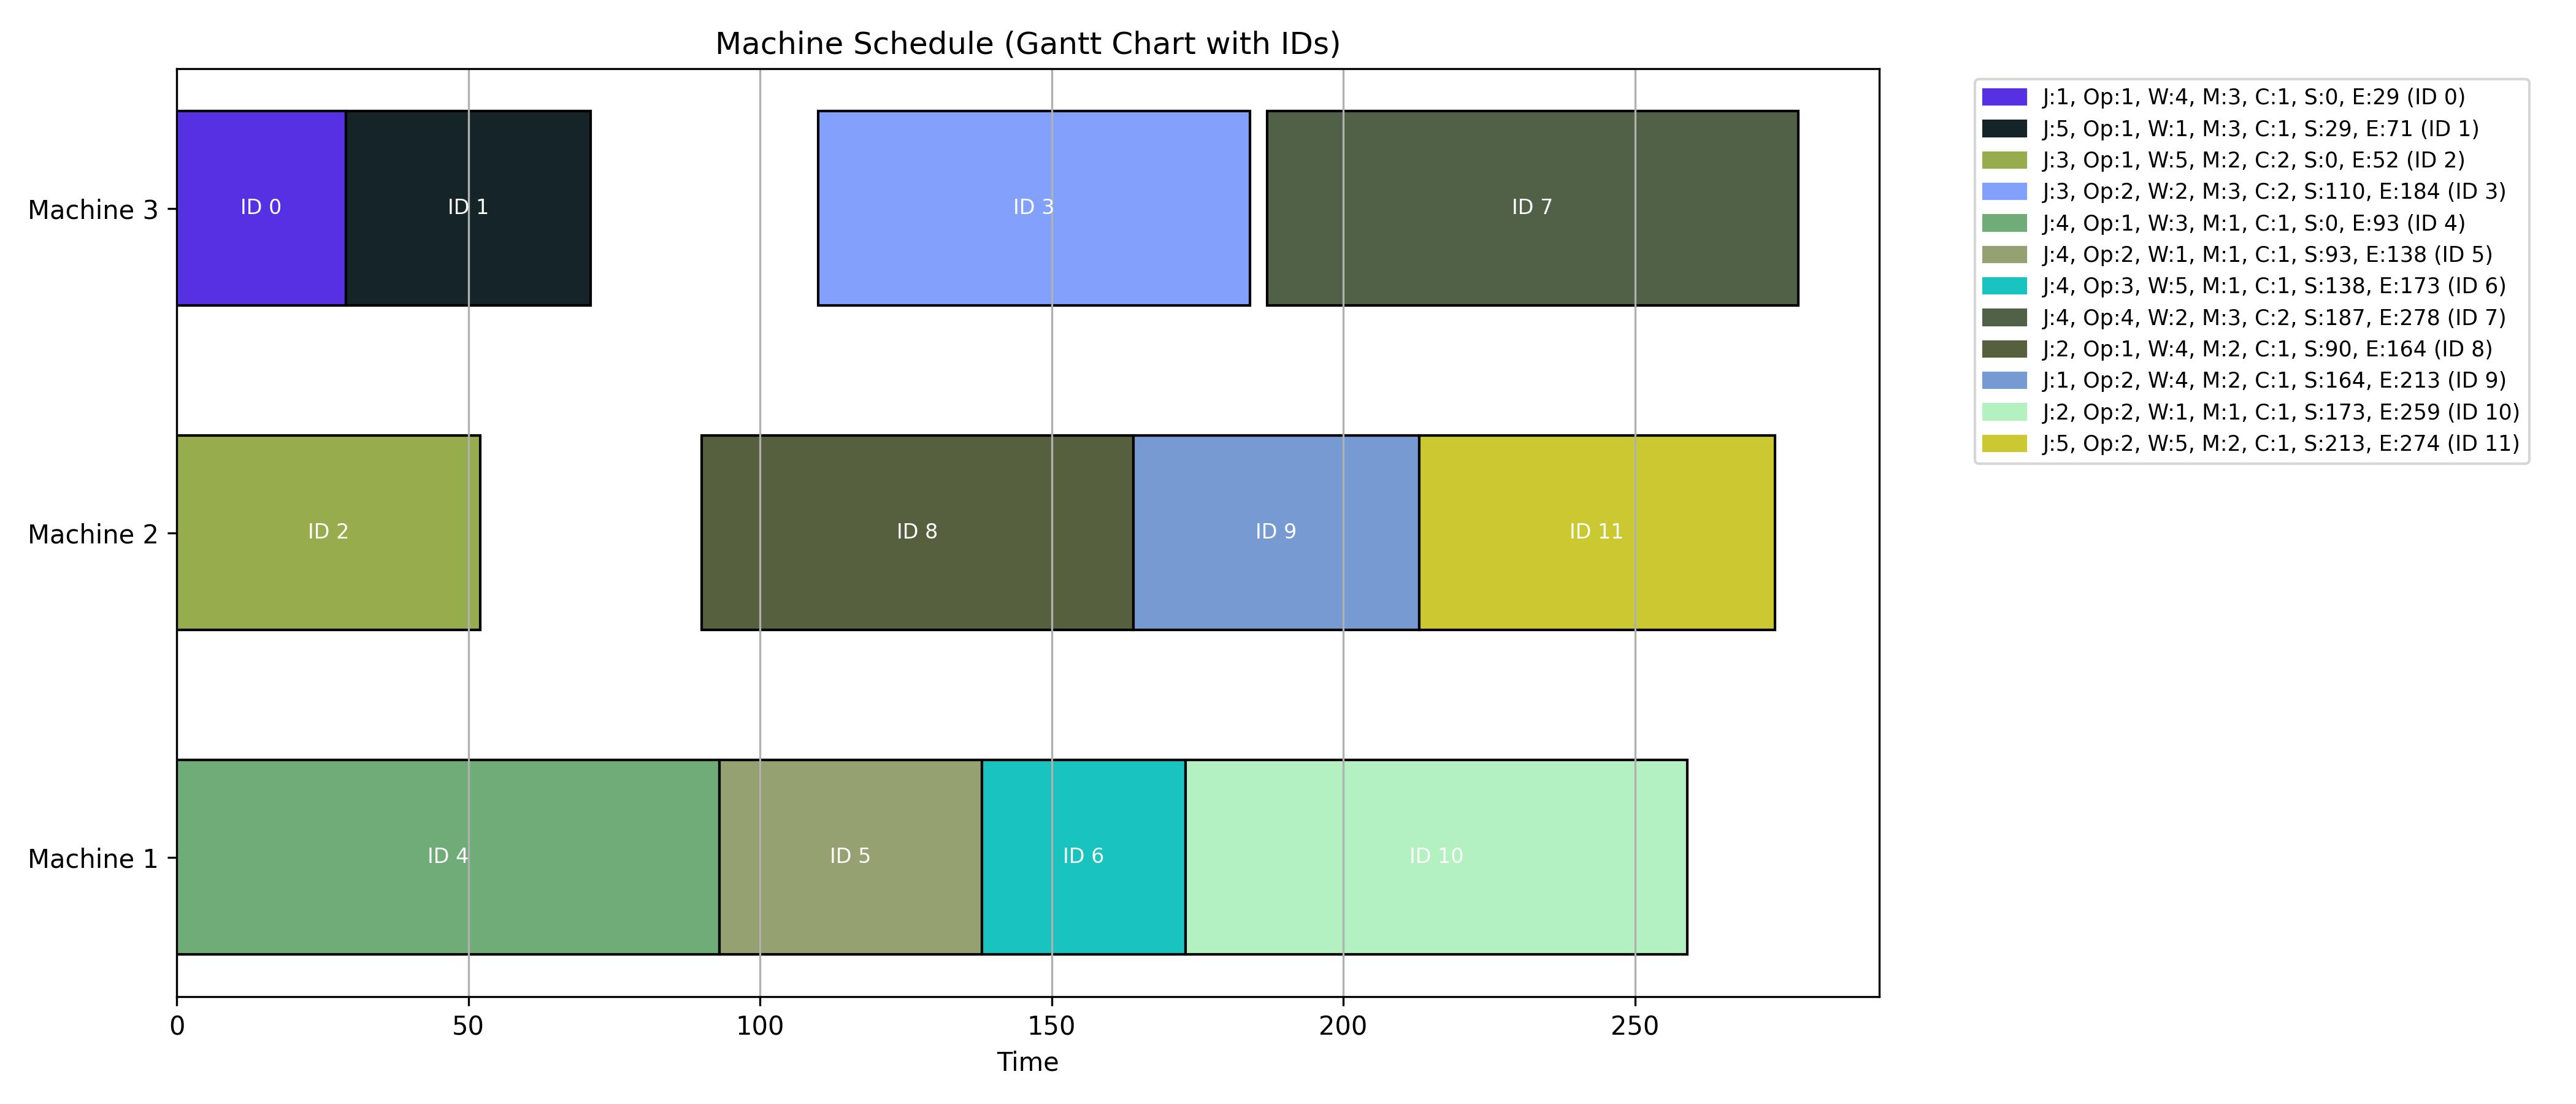 Machine Schedule (Gantt Chart with IDs)
Machine 3
ID 0
ID 1
ID 3
ID 7
Machine 2
ID 2
ID 8
ID 9
ID 11
Machine 1
ID 4
ID 5
ID 6
ID 10
0 50 100 150 200 250
Time
J:1, Op:1, W:4, M:3, C:1, S:0, E:29 (ID 0)
J:5, Op:1, W:1, M:3, C:1, S:29, E:71 (ID 1)
J:3, Op:1, W:5, M:2, C:2, S:0, E:52 (ID 2)
J:3, Op:2, W:2, M:3, C:2, S:110, E:184 (ID 3)
J:4, Op:1, W:3, M:1, C:1, S:0, E:93 (ID 4)
J:4, Op:2, W:1, M:1, C:1, S:93, E:138 (ID 5)
J:4, Op:3, W:5, M:1, C:1, S:138, E:173 (ID 6)
J:4, Op:4, W:2, M:3, C:2, S:187, E:278 (ID 7)
J:2, Op:1, W:4, M:2, C:1, S:90, E:164 (ID 8)
J:1, Op:2, W:4, M:2, C:1, S:164, E:213 (ID 9)
J:2, Op:2, W:1, M:1, C:1, S:173, E:259 (ID 10)
J:5, Op:2, W:5, M:2, C:1, S:213, E:274 (ID 11)